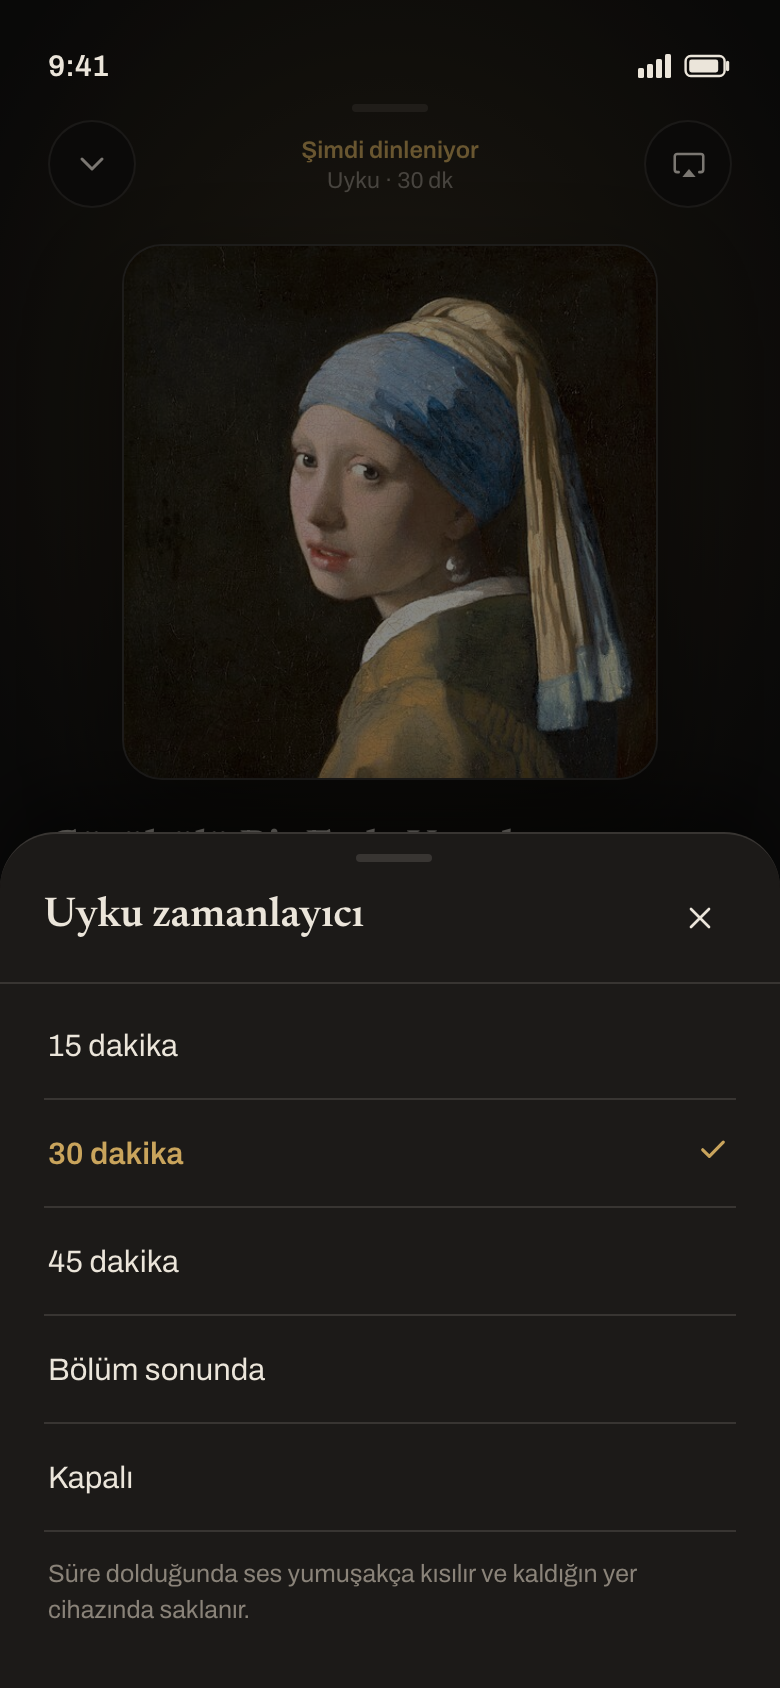 9:41
Şimdi dinleniyor
Uyku · 30 dk
Uyku zamanlayıcı
15 dakika
30 dakika
45 dakika
Bölüm sonunda
Kapalı
Süre dolduğunda ses yumuşakça kısılır ve kaldığın yer
cihazında saklanır.